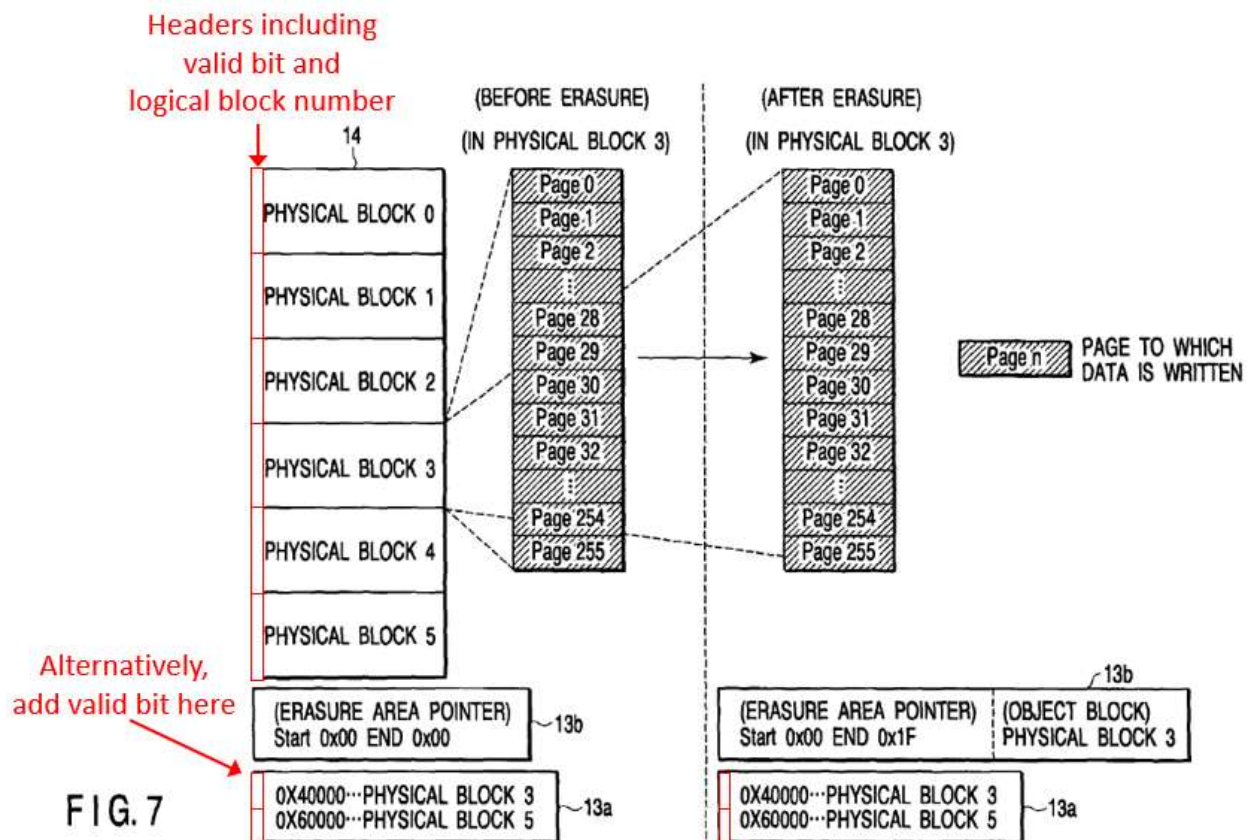 Headers including
valid bit and
logical block number
14
PHYSICAL BLOCK 0
PHYSICAL BLOCK 1
PHYSICAL BLOCK 2
PHYSICAL BLOCK 3
PHYSICAL BLOCK 4
PHYSICAL BLOCK 5
(BEFORE ERASURE)
(IN PHYSICAL BLOCK 3)
Page 0
Page 1
Page 2
Page 28
Page 29
Page 30
Page 31
Page 32
Page 254
Page 255
(AFTER ERASURE)
(IN PHYSICAL BLOCK 3)
Page 0
Page 1
Page 2
Page 28
Page 29
Page 30
Page 31
Page 32
Page 254
Page 255
Page n
PAGE TO WHICH
DATA IS WRITTEN
Alternatively,
add valid bit here
(ERASURE AREA POINTER)
Start 0x00 END 0x00
13b
13b
(ERASURE AREA POINTER)
Start 0x00 END 0x1F
(OBJECT BLOCK)
PHYSICAL BLOCK 3
0X40000···PHYSICAL BLOCK 3
0X60000···PHYSICAL BLOCK 5
13a
0X40000···PHYSICAL BLOCK 3
0X60000···PHYSICAL BLOCK 5
13a
FIG. 7